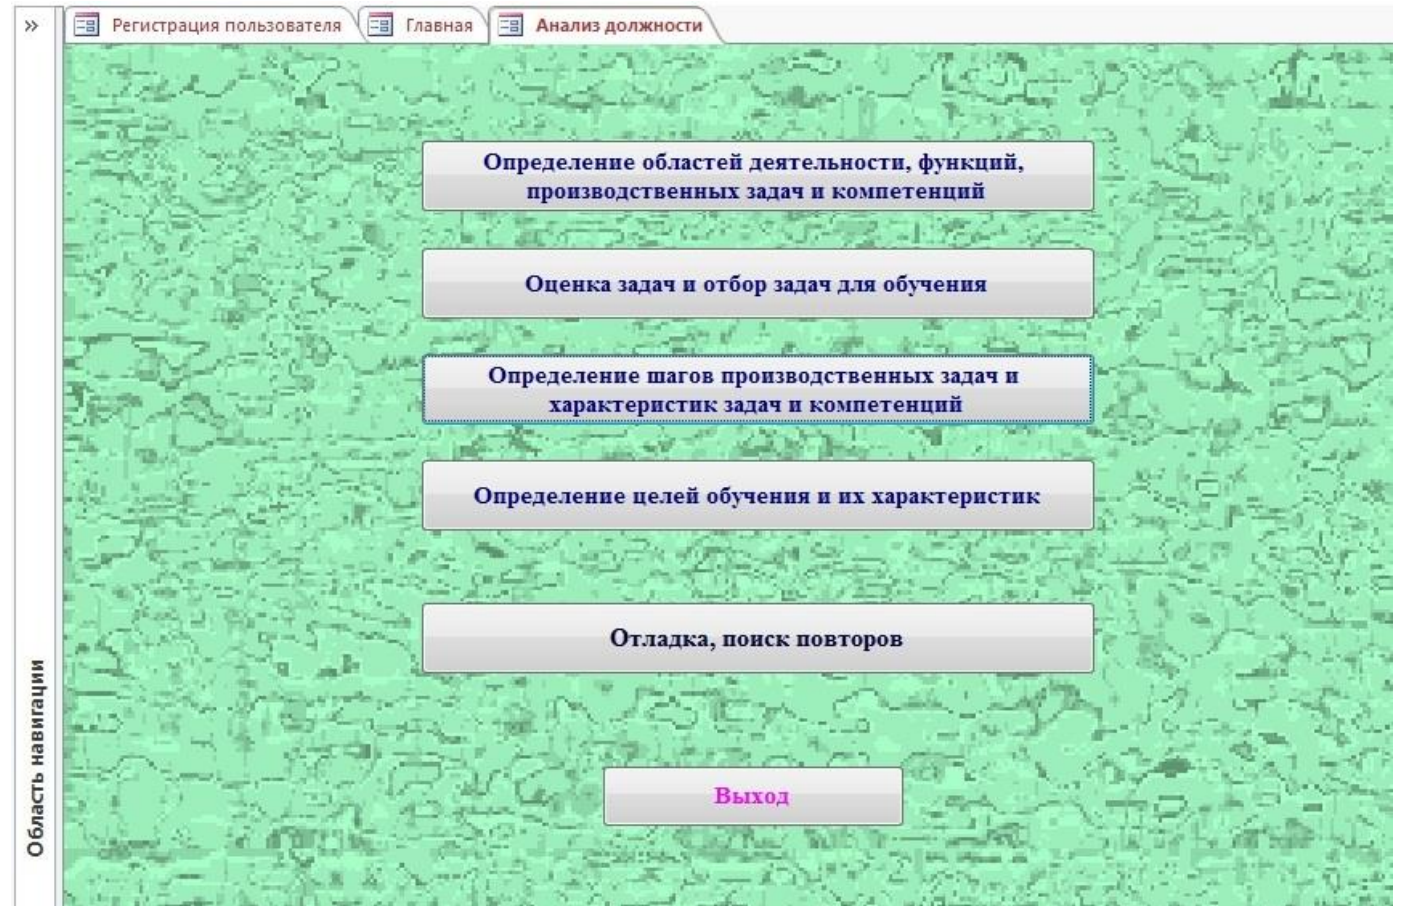 » Регистрация пользователя Главная Анализ должности
Определение областей деятельности, функций,
производственных задач и компетенций
Оценка задач и отбор задач для обучения
Определение шагов производственных задач и
характеристик задач и компетенций
Определение целей обучения и их характеристик
Отладка, поиск повторов
Выход
Область навигации